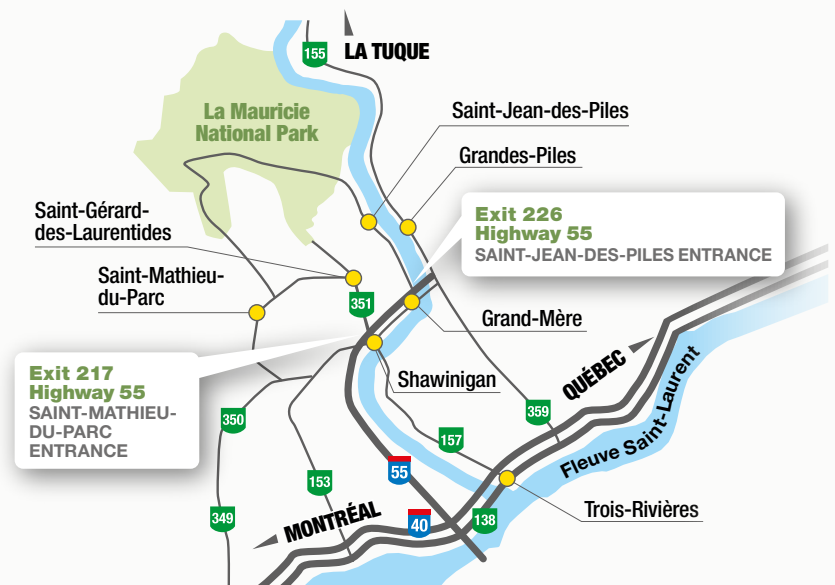 155
LA TUQUE
La Mauricie
National Park
Saint-Jean-des-Piles
Grandes-Piles
Saint-Gérard-
des-Laurentides
Exit 226
Highway 55
SAINT-JEAN-DES-PILES ENTRANCE
Saint-Mathieu-
du-Parc
351
Grand-Mère
Exit 217
Highway 55
SAINT-MATHIEU-
DU-PARC
ENTRANCE
Shawinigan
QUÉBEC
Fleuve Saint-Laurent
350
359
157
55
153
349
MONTRÉAL
40
138
Trois-Rivières